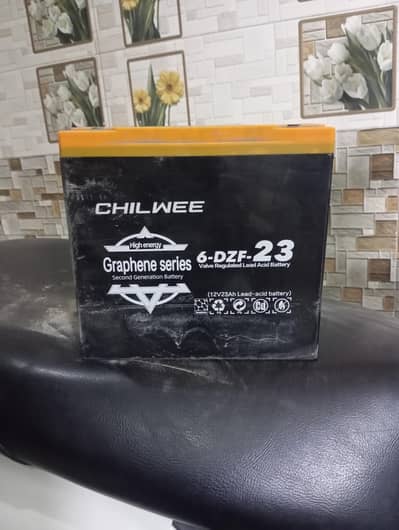 CHILWEE
High energy
Graphene series
Second Generation Battery
6-DZF-23
Valve Regulated Lead Acid Battery
(12V23Ah Lead-acid battery)